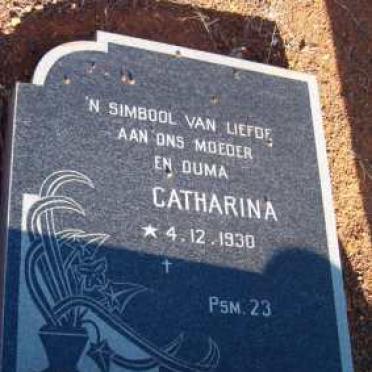 'N SIMBOOL VAN LIEFDE
AAN ONS MOEDER
EN OUMA
CATHARINA
★ 4.12.1930
✝
PSM. 23